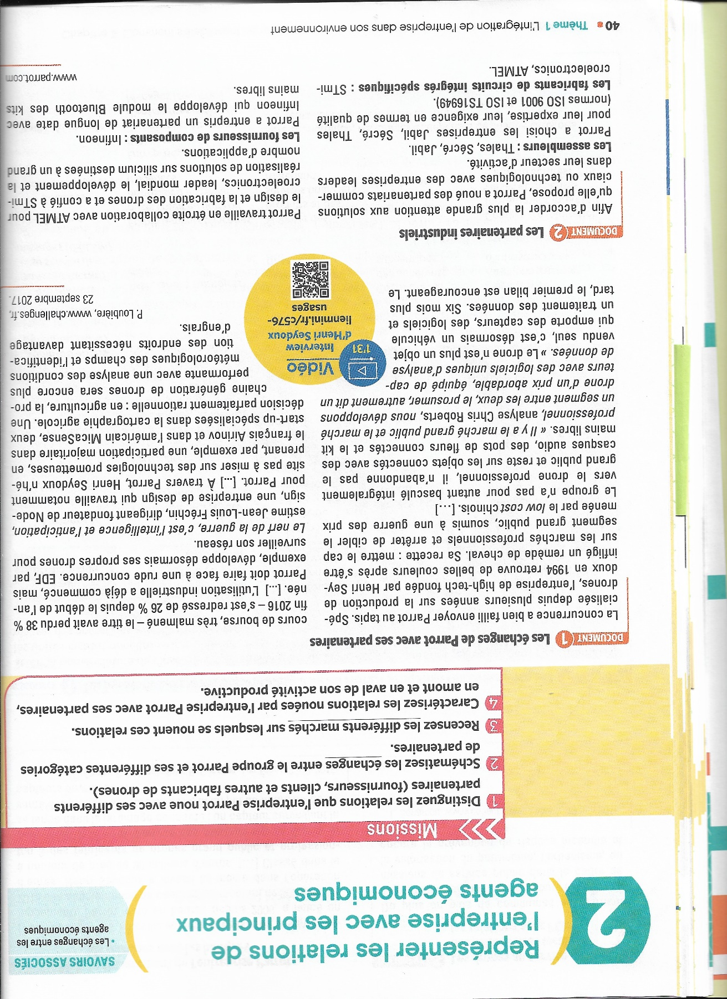 2
Représenter les relations de
l'entreprise avec les principaux
agents économiques
SAVOIRS ASSOCIÉS
• Les échanges entre les
agents économiques
Missions
1 Distinguez les relations que l'entreprise Parrot noue avec ses différents
partenaires (fournisseurs, clients et autres fabricants de drones).
2 Schématisez les échanges entre le groupe Parrot et ses différentes catégories
de partenaires.
3 Recensez les différents marchés sur lesquels se nouent ces relations.
4 Caractérisez les relations nouées par l'entreprise Parrot avec ses partenaires,
en amont et en aval de son activité productive.
DOCUMENT 1 Les échanges de Parrot avec ses partenaires
La concurrence a bien failli envoyer Parrot au tapis. Spé-
cialisée depuis plusieurs années sur la production de
drones, l'entreprise de high-tech fondée par Henri Sey-
doux en 1994 retrouve de belles couleurs après s'être
infligé un remède de cheval. Sa recette : mettre le cap
sur les marchés professionnels et arrêter de cibler le
segment grand public, soumis à une guerre des prix
menée par le low cost chinois. [...]
Le groupe n'a pas pour autant basculé intégralement
vers le drone professionnel, il n'abandonne pas le
grand public et reste sur les objets connectés avec des
casques audio, des pots de fleurs connectés et le kit
mains libres. « Il y a le marché grand public et le marché
professionnel, analyse Chris Roberts, nous développons
un segment entre les deux, le prosumer, autrement dit un
drone d'un prix abordable, équipé de cap-
teurs avec des logiciels uniques d'analyse
de données. » Le drone n'est plus un objet
vendu seul, c'est désormais un véhicule
qui emporte des capteurs, des logiciels et
un traitement des données. Six mois plus
tard, le premier bilan est encourageant. Le
cours de bourse, très malmené – le titre avait perdu 38 %
fin 2016 – s'est redressé de 26 % depuis le début de l'an-
née. [...] L'utilisation industrielle a déjà commencé, mais
Parrot doit faire face à une rude concurrence. EDF, par
exemple, développe désormais ses propres drones pour
surveiller son réseau.
Le nerf de la guerre, c'est l'intelligence et l'anticipation,
estime Jean-Louis Fréchin, dirigeant fondateur de Node-
sign, une entreprise de design qui travaille notamment
pour Parrot. [...] À travers Parrot, Henri Seydoux n'hé-
site pas à miser sur des technologies prometteuses, en
prenant, par exemple, une participation majoritaire dans
le français Airinov et dans l'américain MicaSense, deux
start-up spécialisées dans la cartographie agricole. Une
décision parfaitement rationnelle : en agriculture, la pro-
chaine génération de drones sera encore plus
performante avec une analyse des conditions
météorologiques des champs et l'identifica-
tion des endroits nécessitant davantage
d'engrais.
P. Loubière, www.challenges.fr,
23 septembre 2017.
Vidéo
1'31
Interview
d'Henri Seydoux
lienmini.fr/c576-
usages
DOCUMENT 2 Les partenaires industriels
Afin d'accorder la plus grande attention aux solutions
qu'elle propose, Parrot a noué des partenariats commer-
ciaux ou technologiques avec des entreprises leaders
dans leur secteur d'activité.
Les assembleurs : Thales, Sécré, Jabil.
Parrot a choisi les entreprises Jabil, Sécré, Thales
pour leur expertise, leur exigence en termes de qualité
(normes ISO 9001 et ISO TS16949).
Les fabricants de circuits intégrés spécifiques : STmi-
croelectronics, ATMEL.
Parrot travaille en étroite collaboration avec ATMEL pour
le design et la fabrication des drones et a confié à STmi-
croelectronics, leader mondial, le développement et la
réalisation de solutions sur silicium destinées à un grand
nombre d'applications.
Les fournisseurs de composants : Infineon.
Parrot a entrepris un partenariat de longue date avec
Infineon qui développe le module Bluetooth des kits
mains libres.
www.parrot.com
40 • Thème 1 L'intégration de l'entreprise dans son environnement